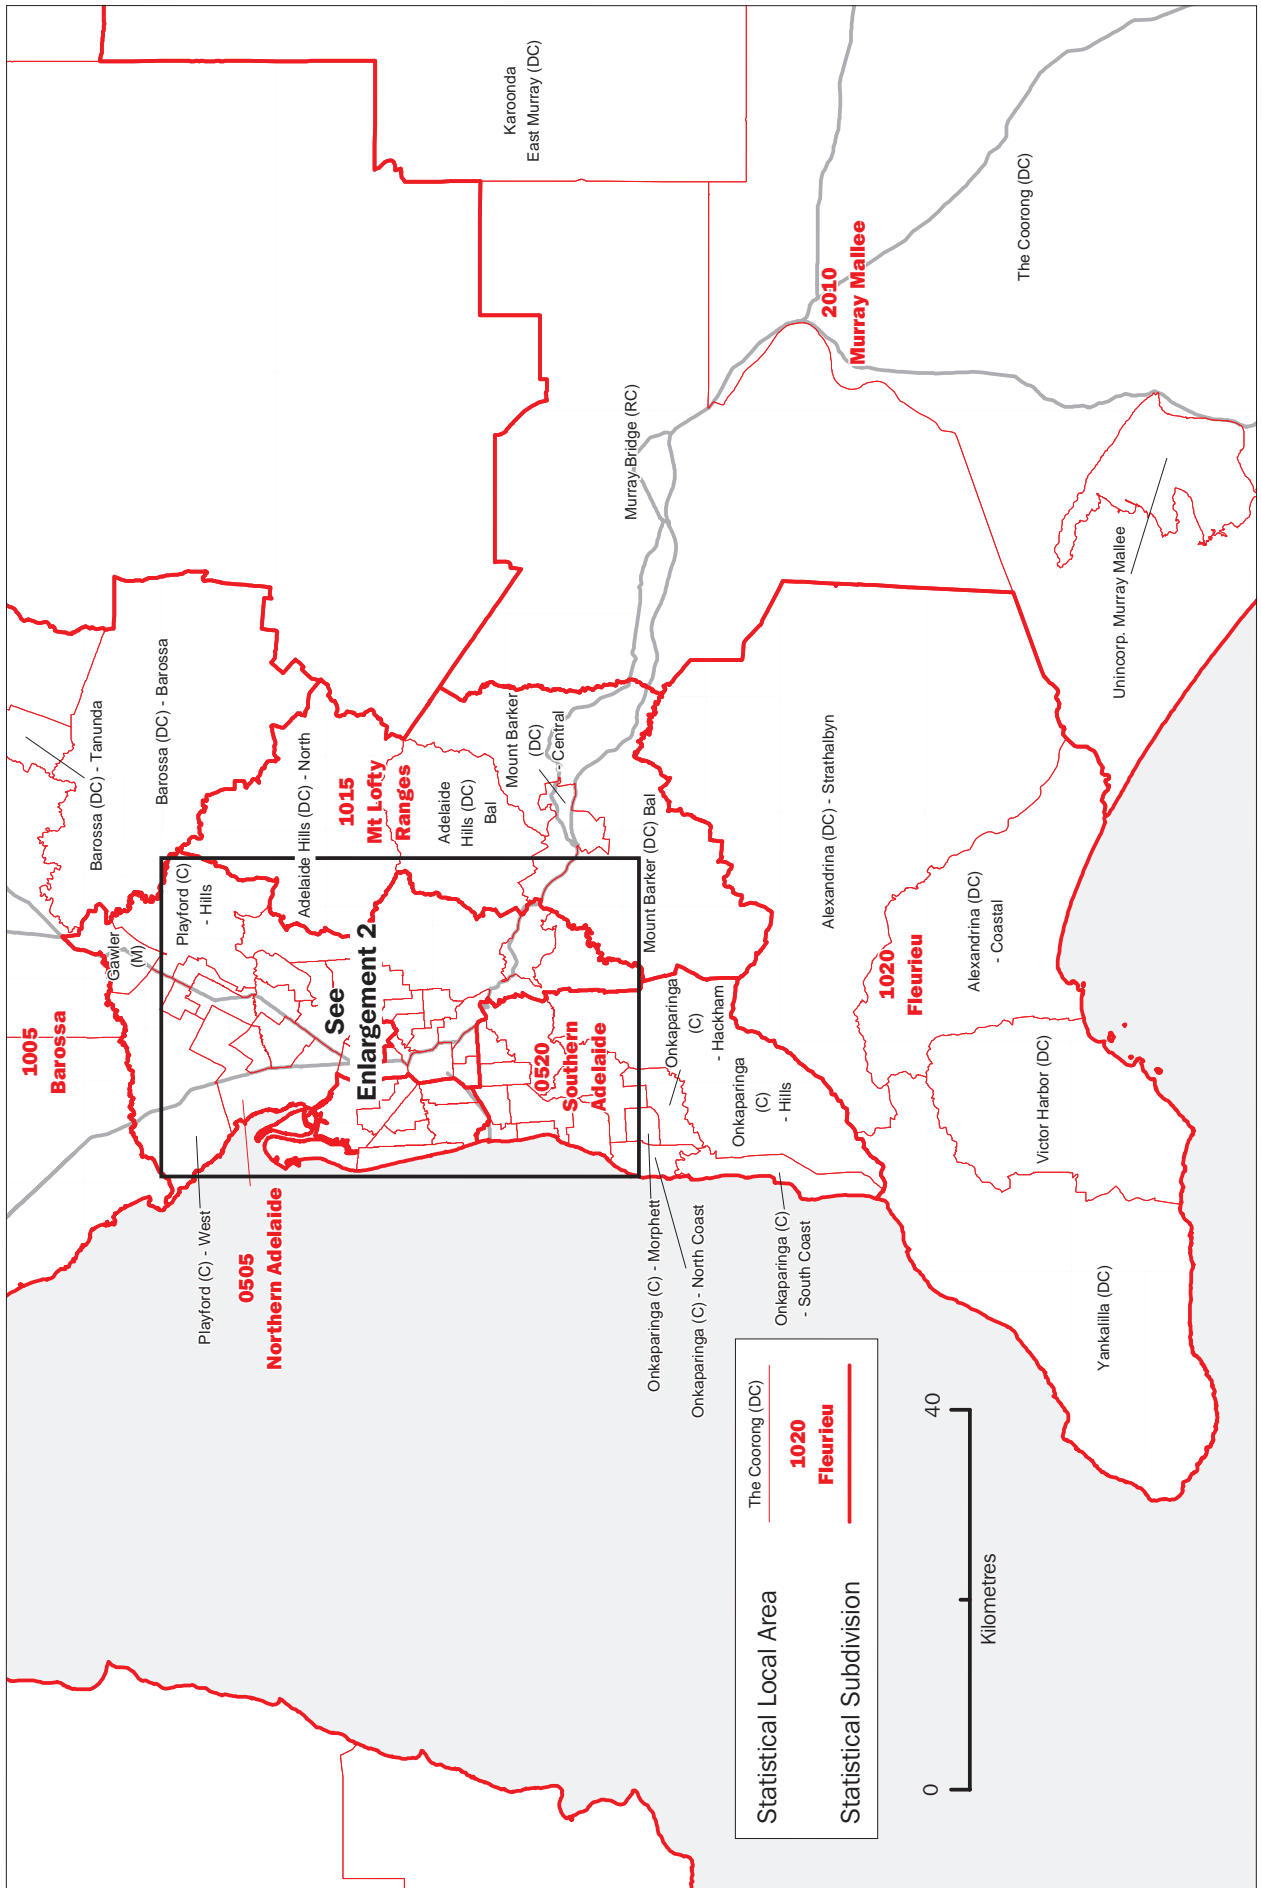 1005
Barossa
Barossa (DC) - Tanunda
Barossa (DC) - Barossa
Gawler
(M)
Playford (C)
- Hills
Playford (C) - West
0505
Northern Adelaide
Adelaide Hills (DC) - North
1015
Mt Lofty
Ranges
Adelaide
Hills (DC)
Bal
See
Enlargement 2
Mount Barker
(DC)
- Central
Karoonda
East Murray (DC)
Murray Bridge (RC)
0520
Southern
Adelaide
Mount Barker (DC) Bal
Onkaparinga
(C)
- Hackham
Onkaparinga
(C)
- Hills
Onkaparinga (C) - Morphett
Onkaparinga (C) - North Coast
Onkaparinga (C)
- South Coast
2010
Murray Mallee
The Coorong (DC)
Alexandrina (DC) - Strathalbyn
1020
Fleurieu
Alexandrina (DC)
- Coastal
Victor Harbor (DC)
Yankalilla (DC)
Unincorp. Murray Mallee
Statistical Local Area
The Coorong (DC)
Statistical Subdivision
1020
Fleurieu
0
40
Kilometres